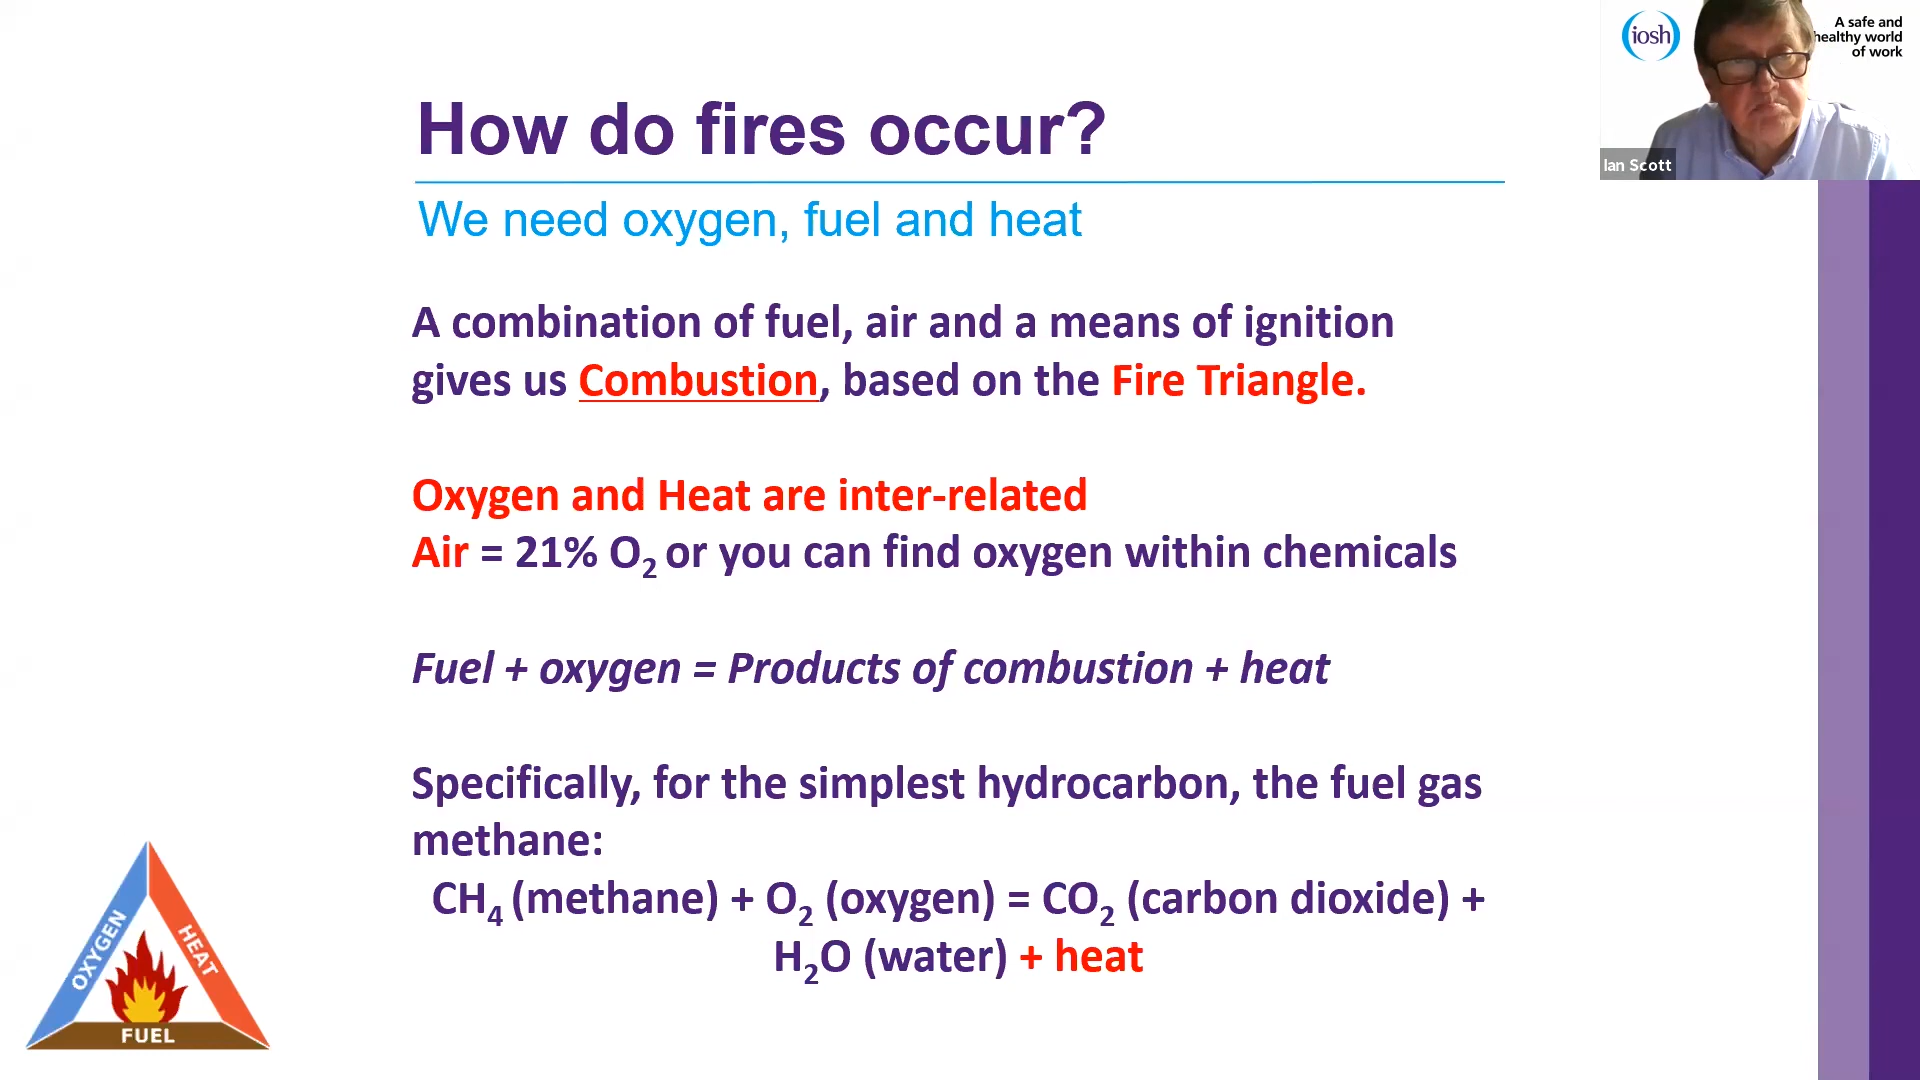 iosh
A safe and
healthy world
of work
Ian Scott
How do fires occur?
We need oxygen, fuel and heat
A combination of fuel, air and a means of ignition
gives us Combustion, based on the Fire Triangle.
Oxygen and Heat are inter-related
Air = 21% O₂ or you can find oxygen within chemicals
Fuel + oxygen = Products of combustion + heat
Specifically, for the simplest hydrocarbon, the fuel gas
methane:
CH₄ (methane) + O₂ (oxygen) = CO₂ (carbon dioxide) +
H₂O (water) + heat
OXYGEN
HEAT
FUEL